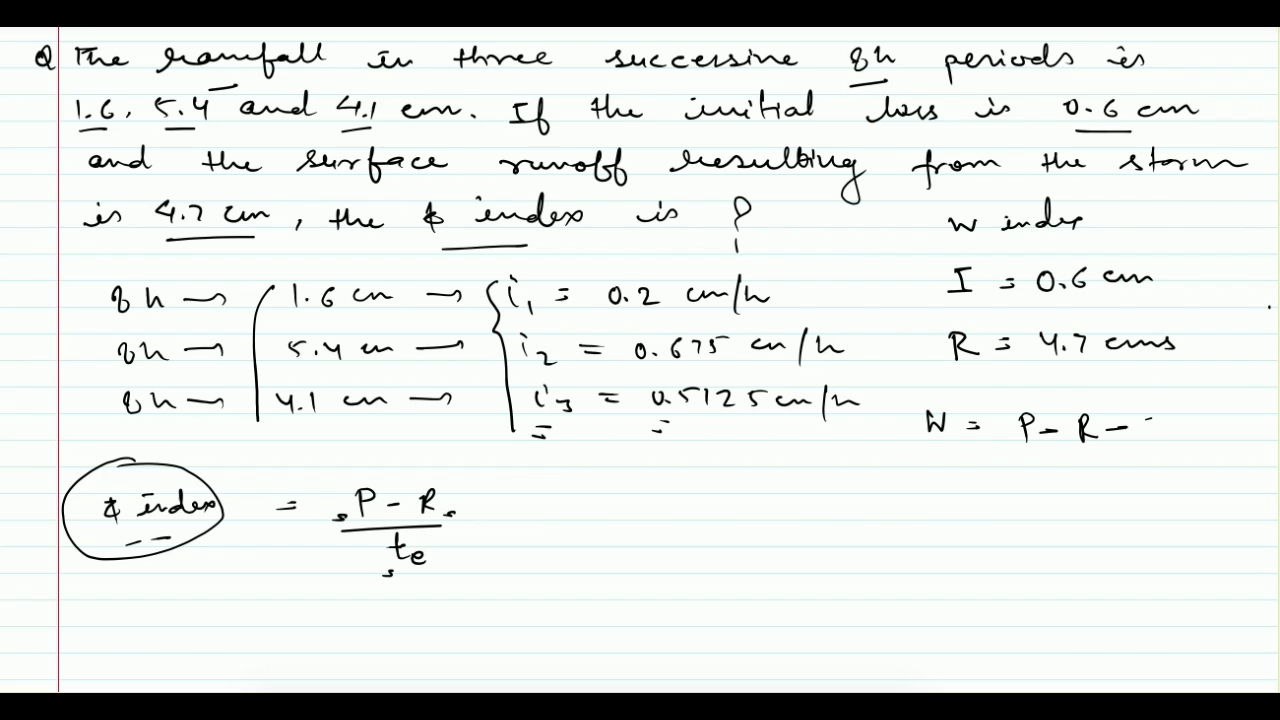 Q The rainfall in three successive 8h periods is
1.6, 5.4 and 4.1 cm. If the initial loss is 0.6 cm
and the surface runoff resulting from the storm
is 4.7 cm, the ϕ index is ?
8h → 1.6 cm → i₁ = 0.2 cm/h
8h → 5.4 cm → i₂ = 0.675 cm/h
8h → 4.1 cm → i₃ = 0.5125 cm/h
ϕ index = P - R
tₑ
W index
I = 0.6 cm
R = 4.7 cms
W = P - R -